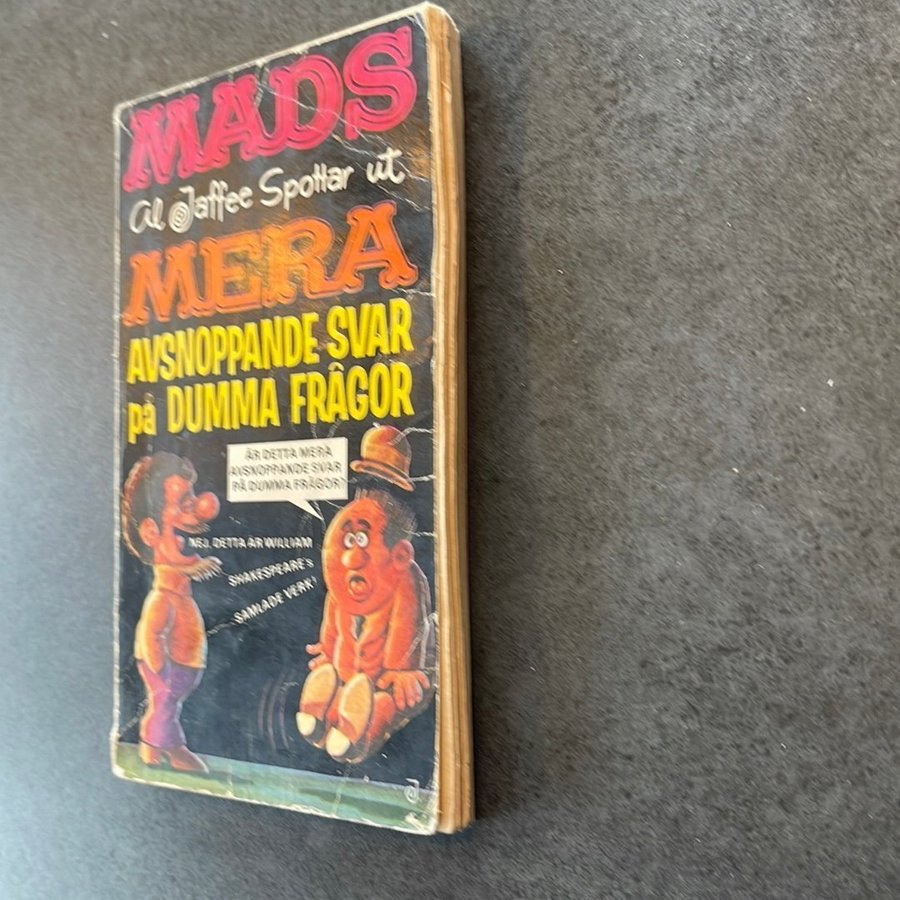 MADS
Al Jaffee Spottar ut
MERA
AVSNOPPANDE SVAR
på DUMMA FRÅGOR
ÄR DETTA MERA
AVSNOPPANDE SVAR
PÅ DUMMA FRÅGOR?
NEJ, DETTA ÄR WILLIAM
SHAKESPEARE's
SAMLADE VERK!